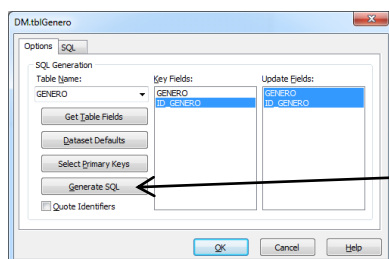 DM.tblGenero
Options SQL
SQL Generation
Table Name: Key Fields: Update Fields:
GENERO GENERO GENERO
ID_GENERO ID_GENERO
Get Table Fields
Dataset Defaults
Select Primary Keys
Generate SQL
Quote Identifiers
OK Cancel Help